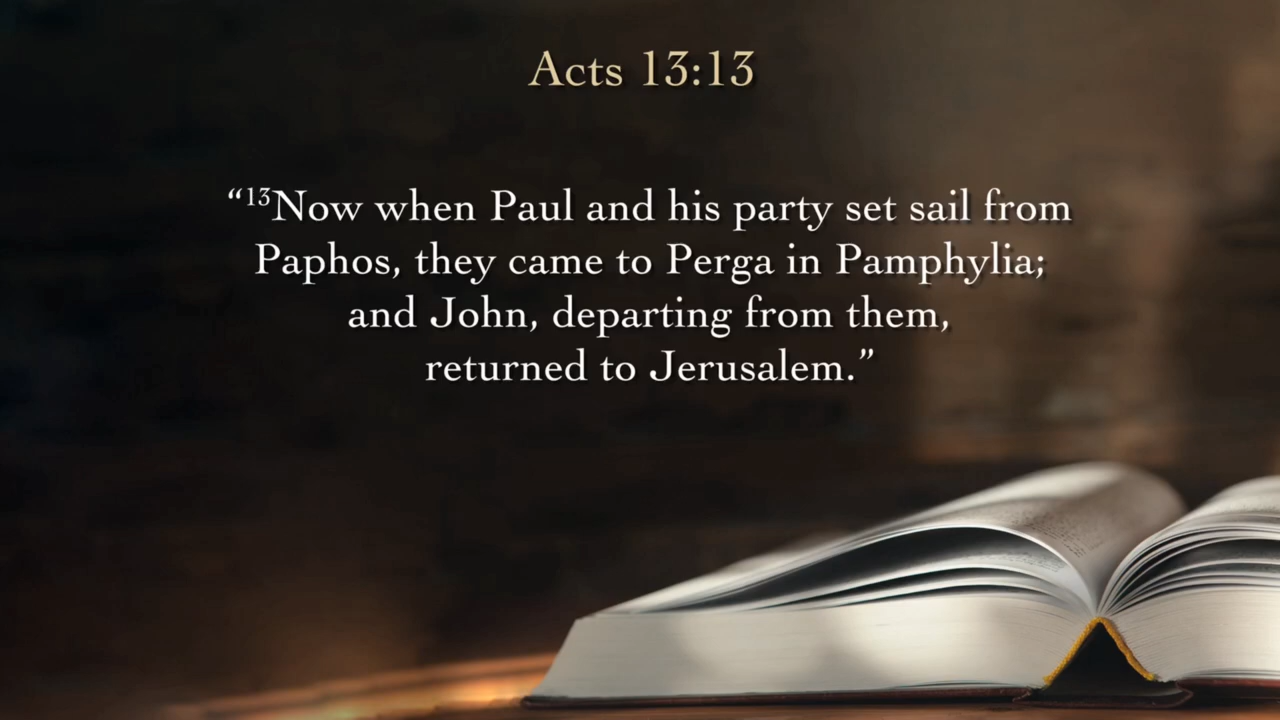 Acts 13:13
“¹³Now when Paul and his party set sail from
Paphos, they came to Perga in Pamphylia;
and John, departing from them,
returned to Jerusalem.”